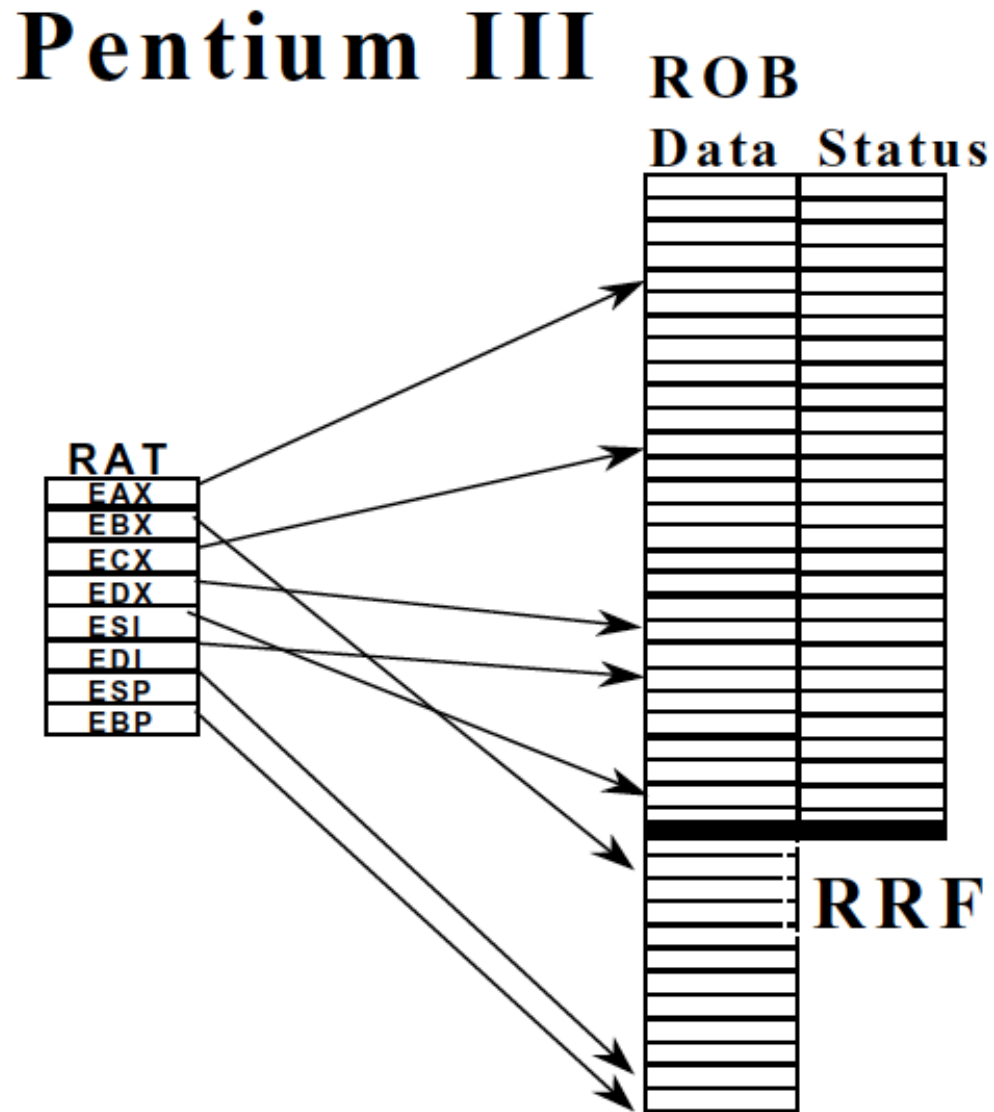 Pentium III
ROB
Data Status
RAT
EAX
EBX
ECX
EDX
ESI
EDI
ESP
EBP
RRF